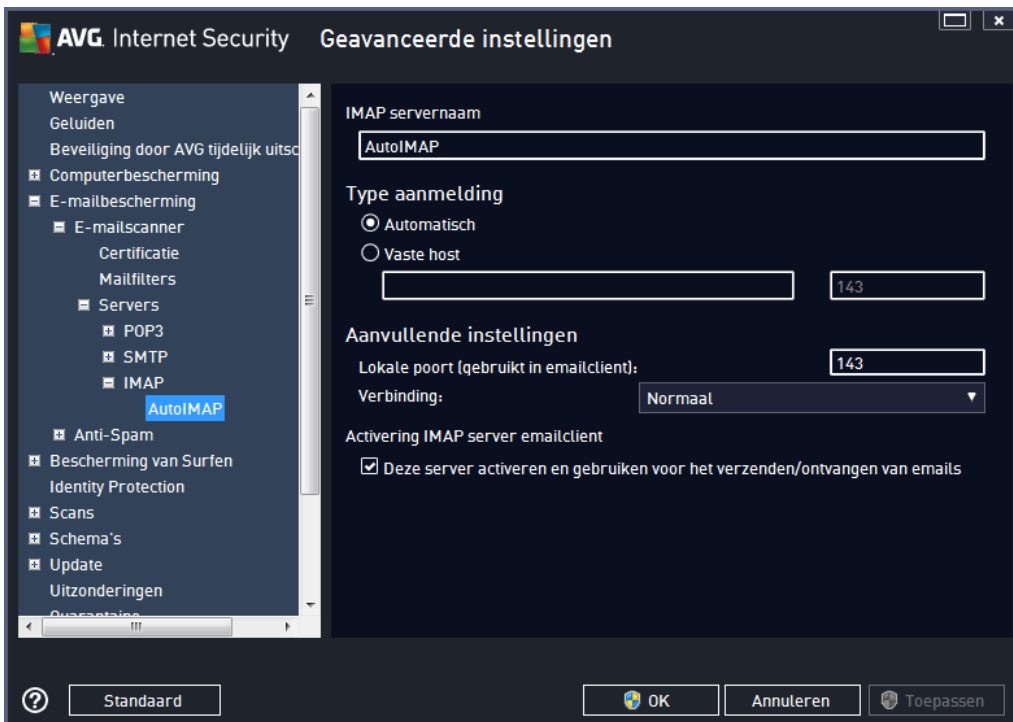 AVG. Internet Security Geavanceerde instellingen
Weergave
Geluiden
Beveiliging door AVG tijdelijk uitsc
Computerbescherming
E-mailbescherming
E-mailscanner
Certificatie
Mailfilters
Servers
POP3
SMTP
IMAP
AutoIMAP
Anti-Spam
Bescherming van Surfen
Identity Protection
Scans
Schema's
Update
Uitzonderingen
Quarantaine
IMAP servernaam
AutoIMAP
Type aanmelding
Automatisch
Vaste host
143
Aanvullende instellingen
Lokale poort (gebruikt in emailclient):
143
Verbinding:
Normaal
Activering IMAP server emailclient
Deze server activeren en gebruiken voor het verzenden/ontvangen van emails
Standaard
OK
Annuleren
Toepassen